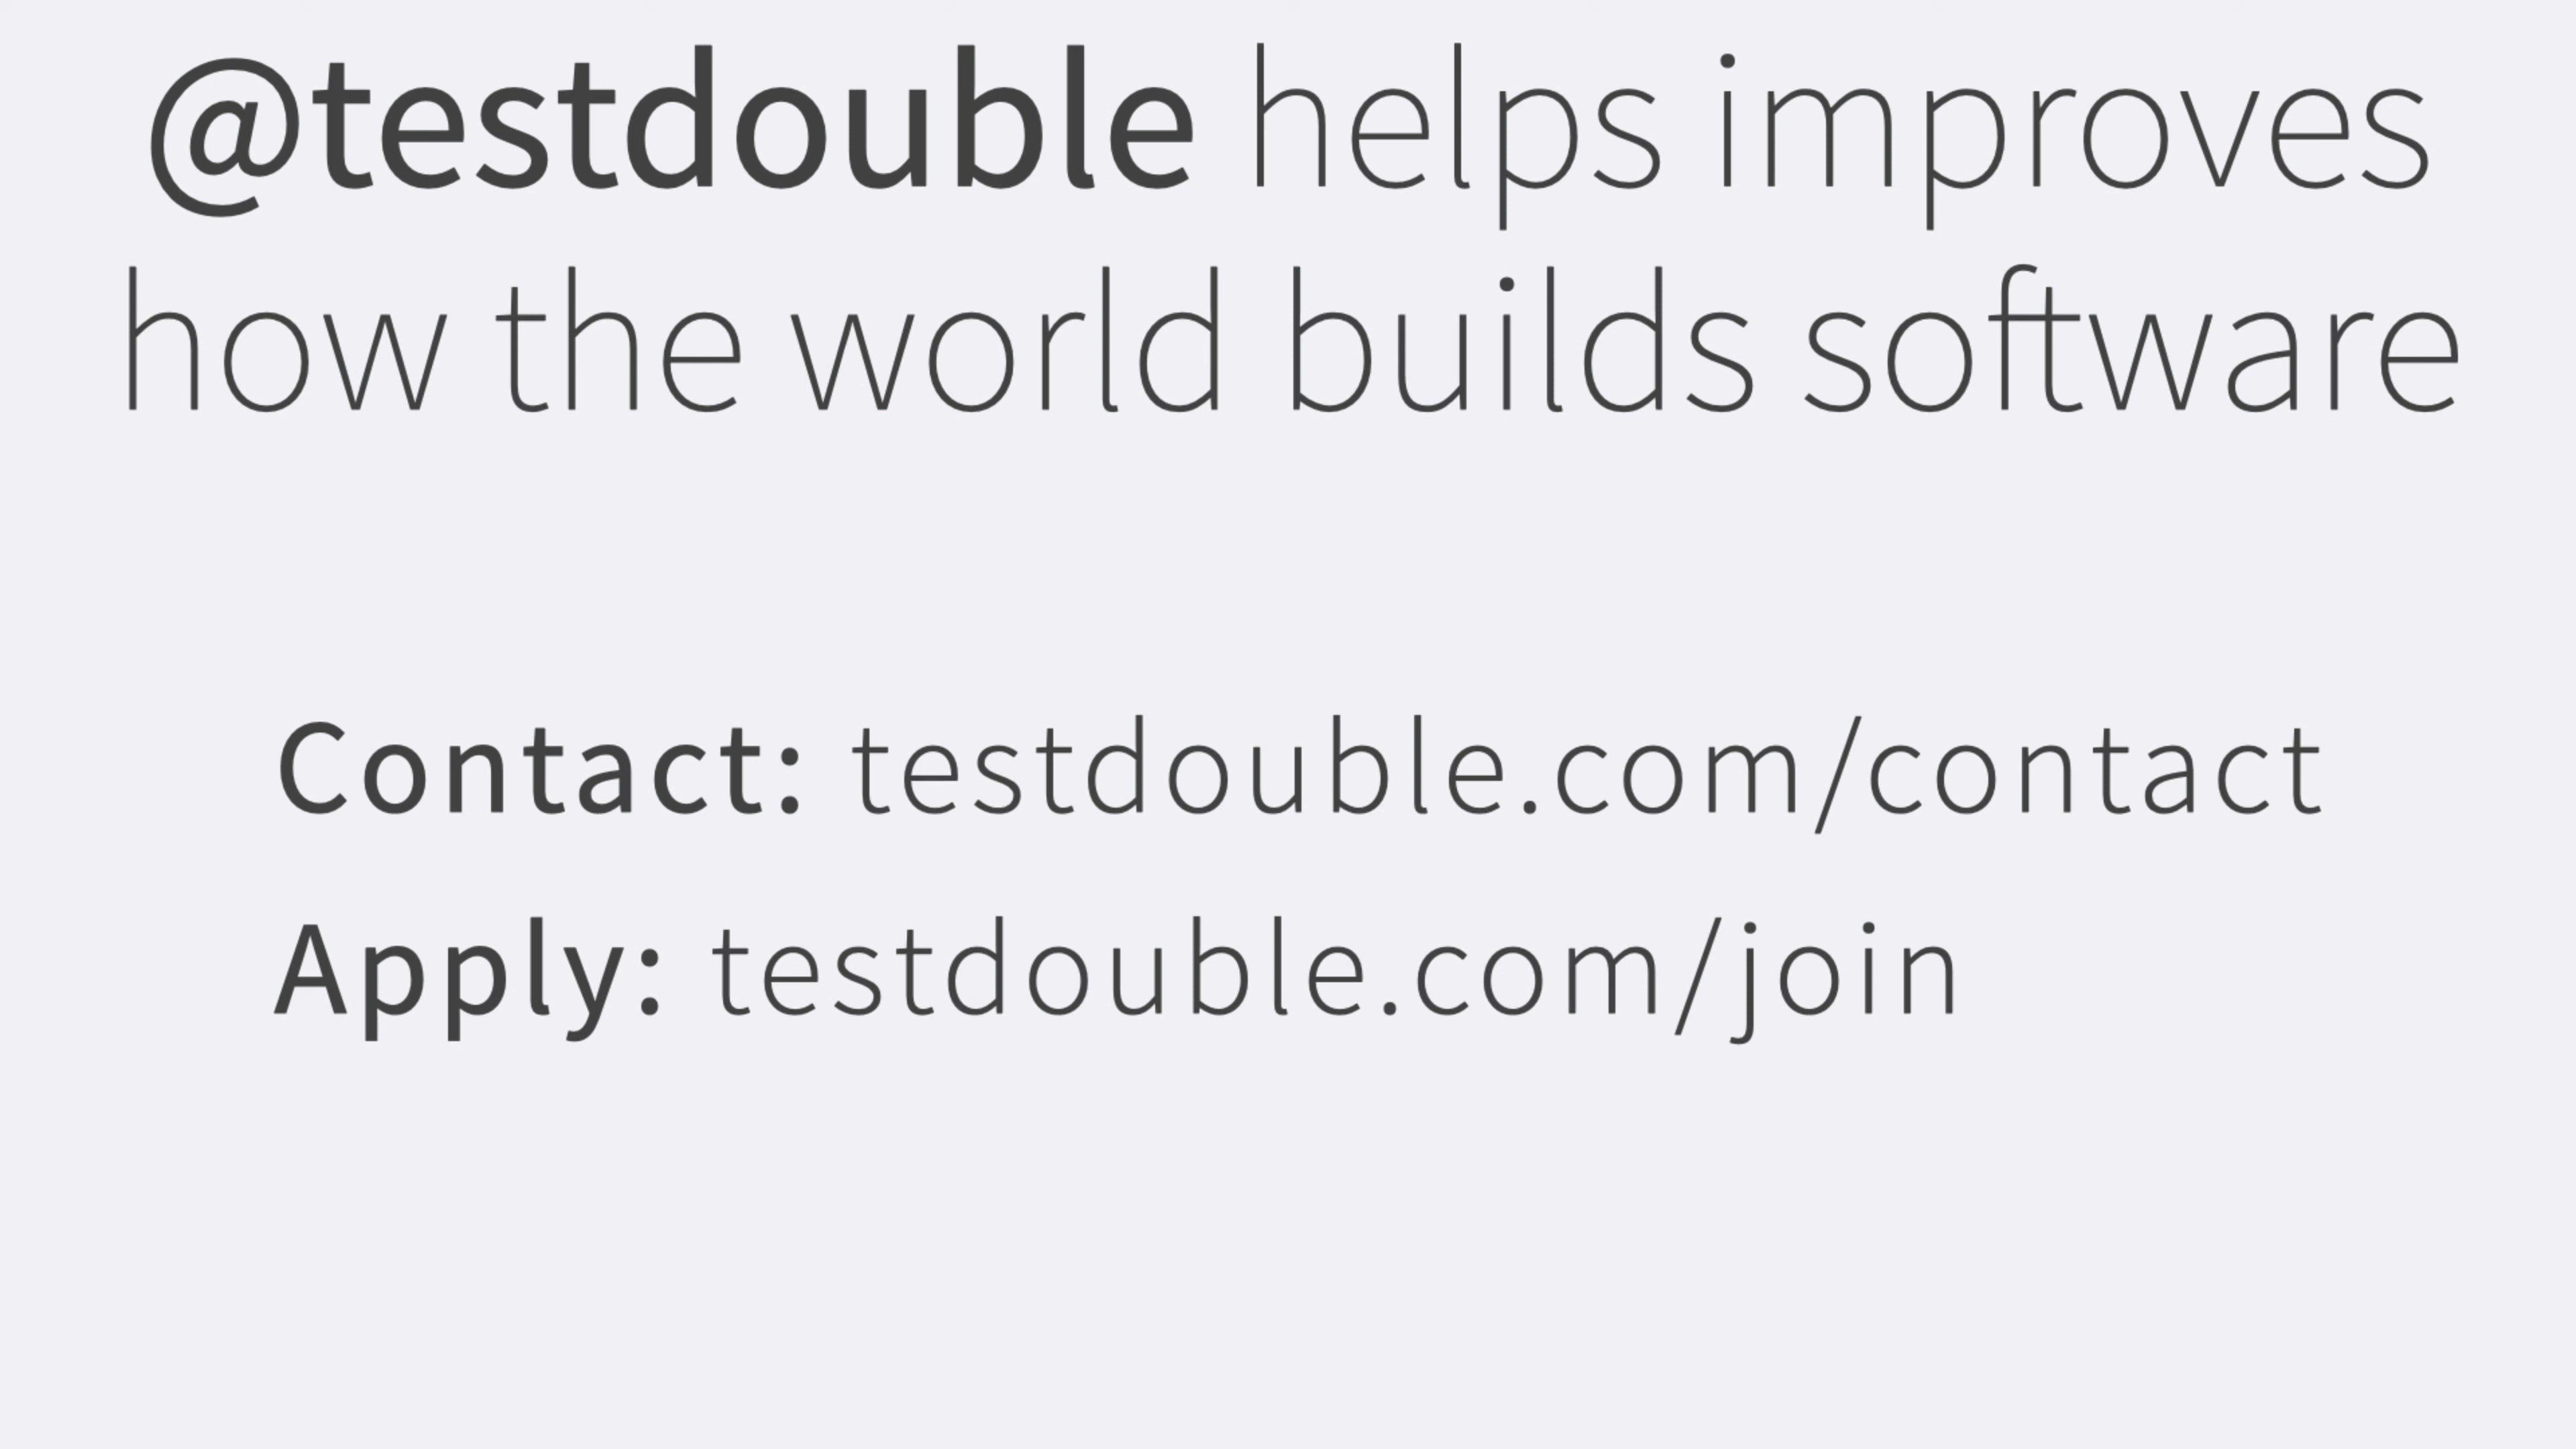 @testdouble helps improves
how the world builds software
Contact: testdouble.com/contact
Apply: testdouble.com/join